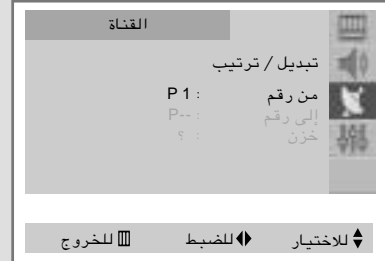 القناة
تبديل / ترتيب
من رقم : P 1
إلى رقم : P--
خزن : ؟
للاختيار للضبط للخروج